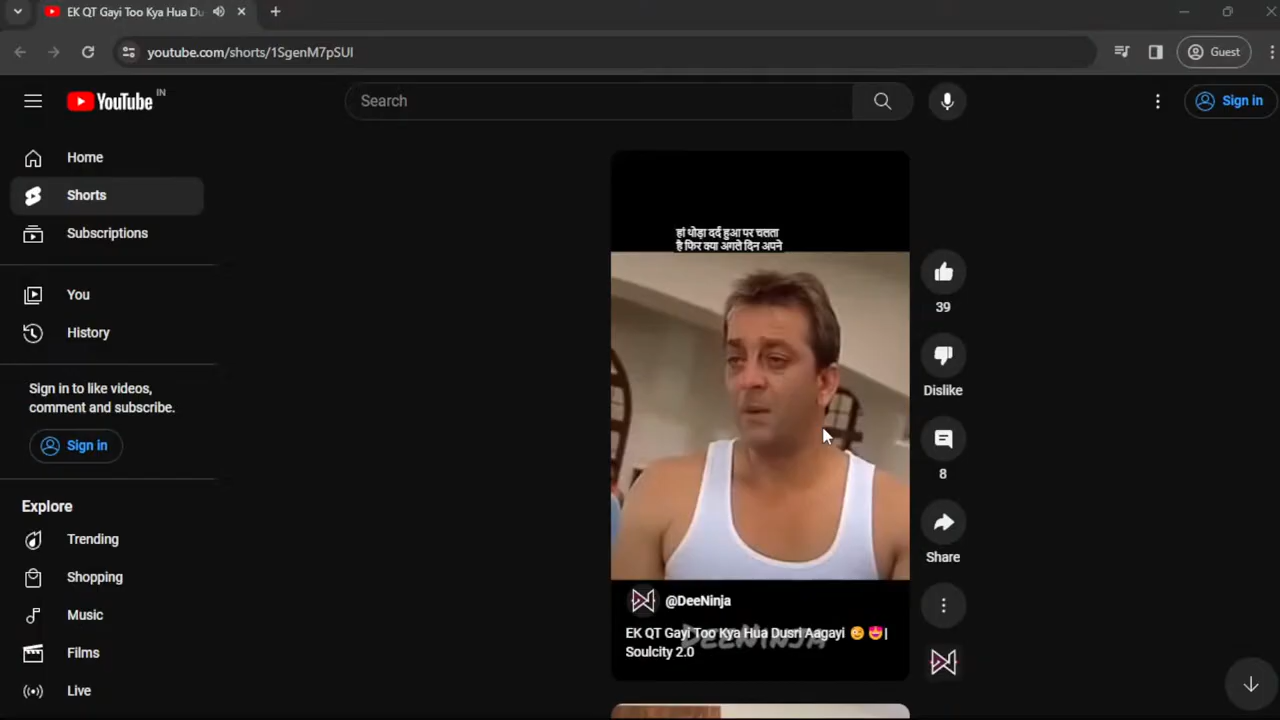 EK QT Gayi Too Kya Hua Du
youtube.com/shorts/1SgenM7pSUI
Guest
YouTube IN
Search
Sign in
Home
Shorts
Subscriptions
You
History
Sign in to like videos,
comment and subscribe.
Sign in
Explore
Trending
Shopping
Music
Films
Live
हां थोड़ा दर्द हुआ पर चलता
है फिर क्या अगले दिन अपने
@DeeNinja
EK QT Gayi Too Kya Hua Dusri Aagayi 😉 🤩|
Soulcity 2.0
DEENINJA
39
Dislike
8
Share